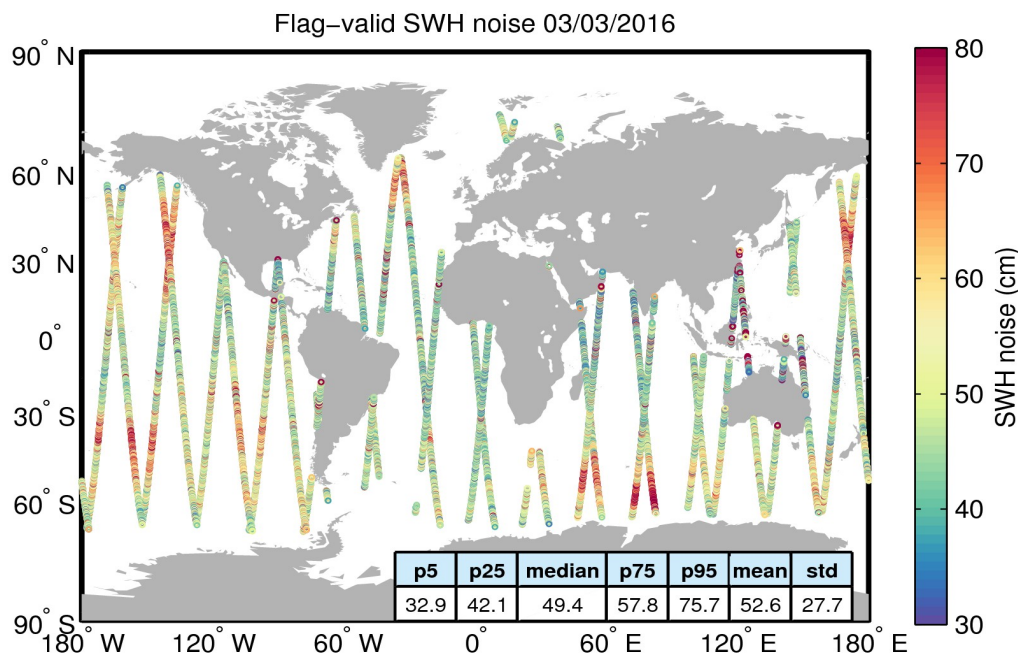 Flag−valid SWH noise 03/03/2016
90° N
60° N
30° N
0°
30° S
60° S
90° S
180° W
120° W
60° W
0°
60° E
120° E
180° E
p5 p25 median p75 p95 mean std
32.9 42.1 49.4 57.8 75.7 52.6 27.7
80
70
60
50
40
30
SWH noise (cm)